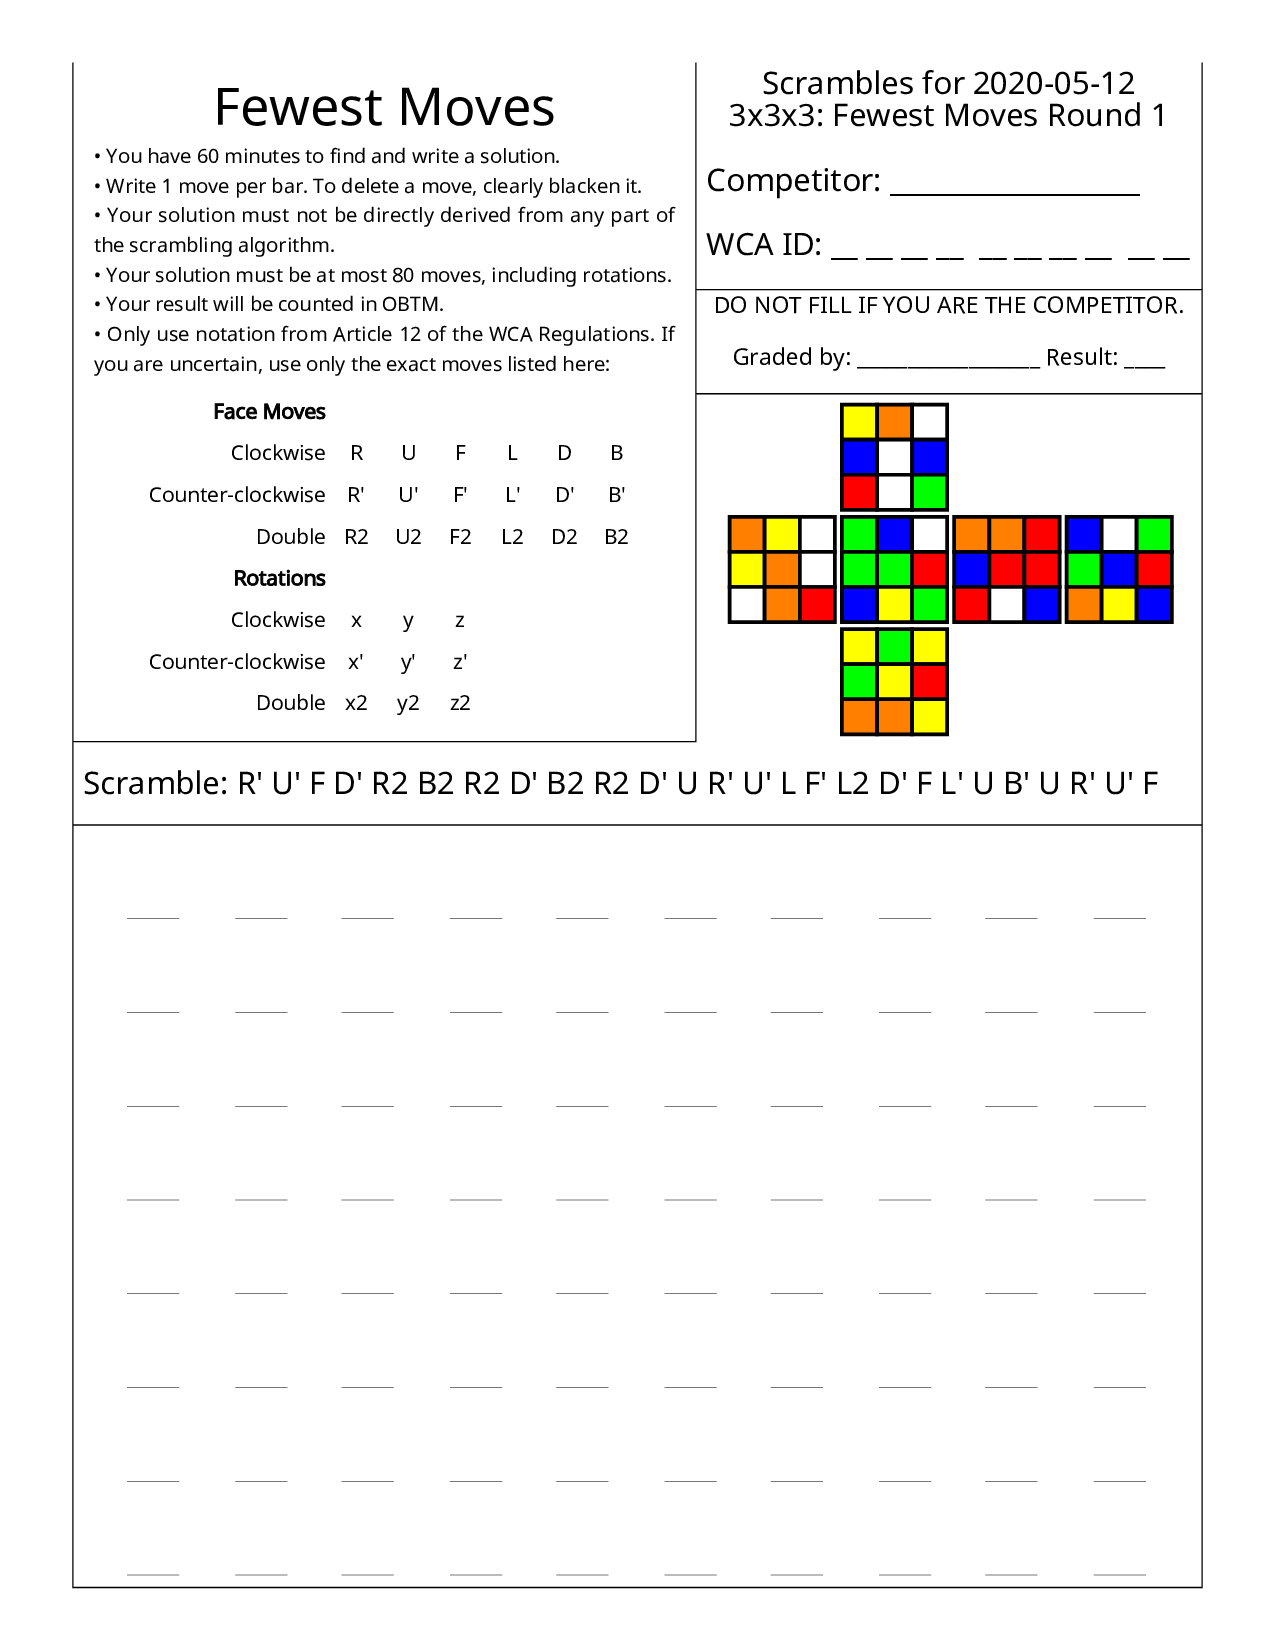 Fewest Moves
• You have 60 minutes to find and write a solution.
• Write 1 move per bar. To delete a move, clearly blacken it.
• Your solution must not be directly derived from any part of
the scrambling algorithm.
• Your solution must be at most 80 moves, including rotations.
• Your result will be counted in OBTM.
• Only use notation from Article 12 of the WCA Regulations. If
you are uncertain, use only the exact moves listed here:
Face Moves
Clockwise R U F L D B
Counter-clockwise R' U' F' L' D' B'
Double R2 U2 F2 L2 D2 B2
Rotations
Clockwise x y z
Counter-clockwise x' y' z'
Double x2 y2 z2
Scrambles for 2020-05-12
3x3x3: Fewest Moves Round 1
Competitor: __________________
WCA ID: __ __ __ __  __ __ __ __  __ __
DO NOT FILL IF YOU ARE THE COMPETITOR.
Graded by: __________________ Result: ____
Scramble: R' U' F D' R2 B2 R2 D' B2 R2 D' U R' U' L F' L2 D' F L' U B' U R' U' F